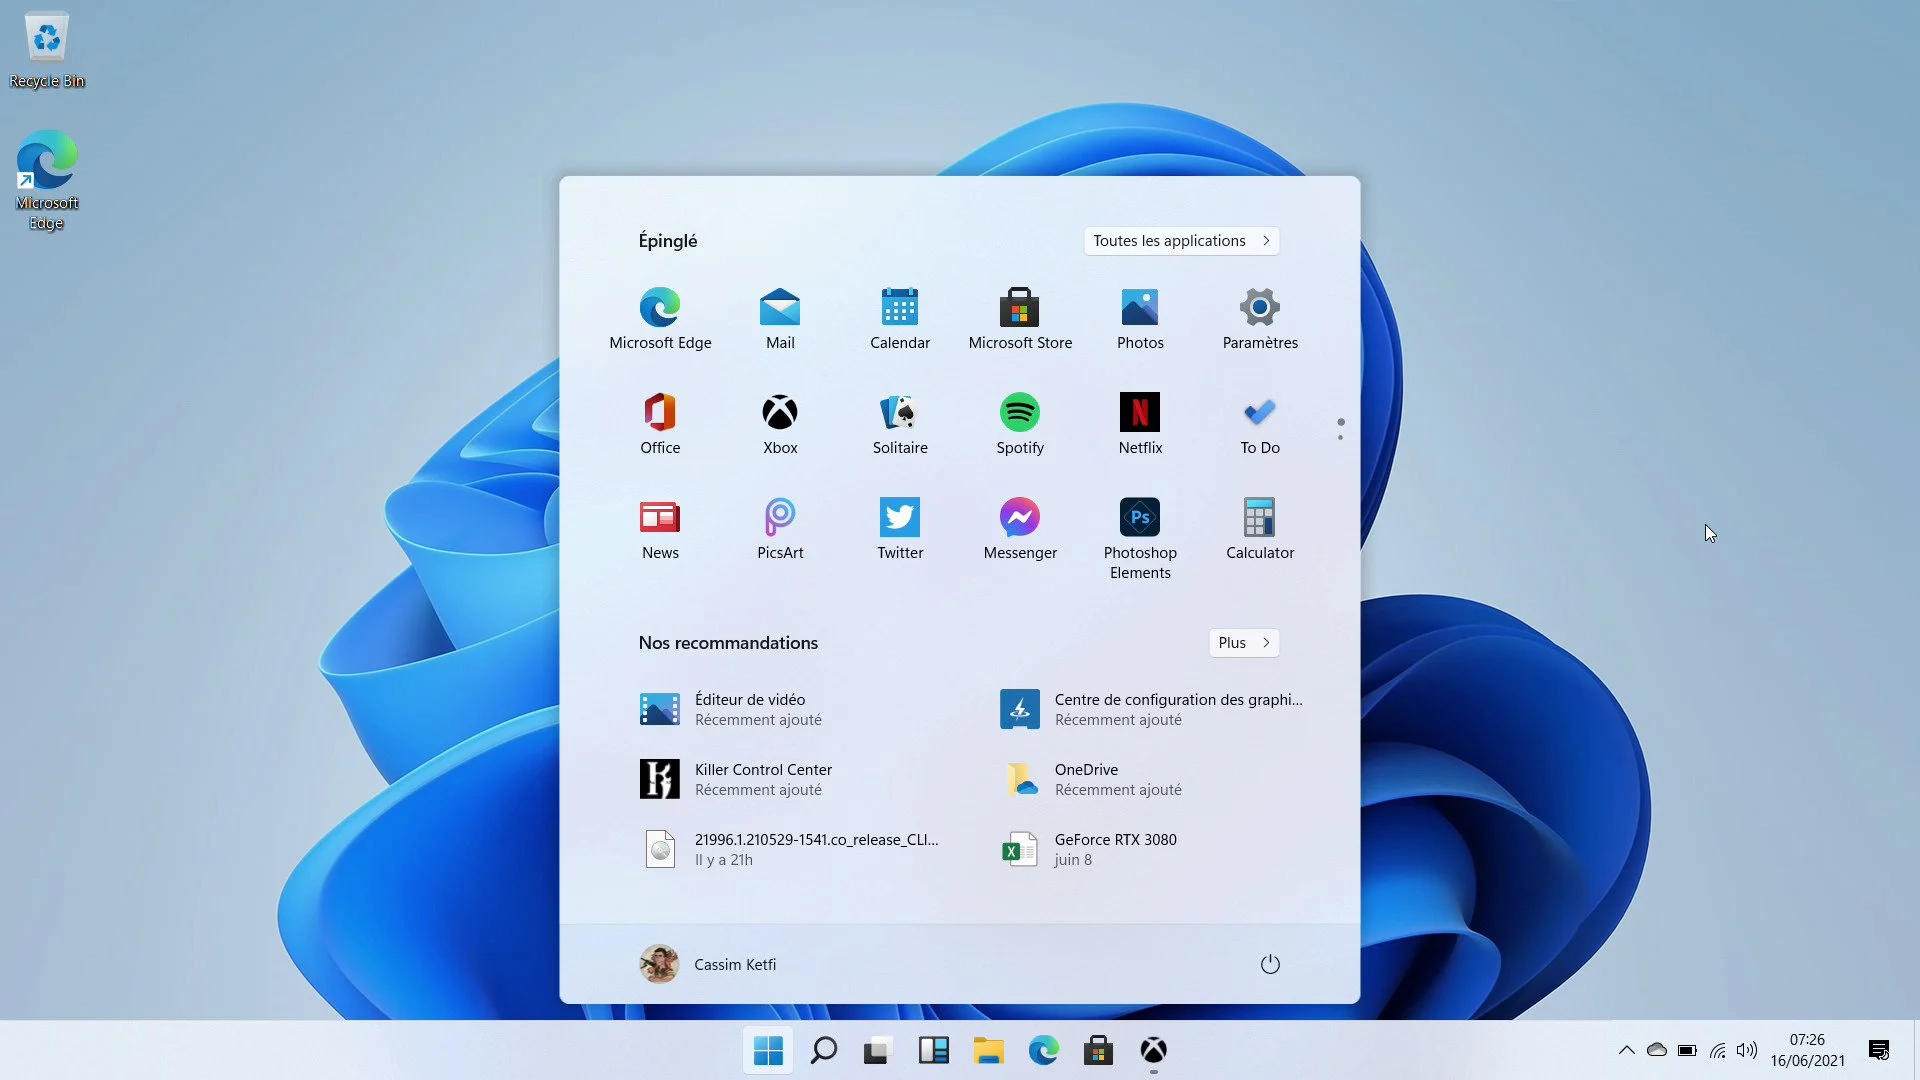 Recycle Bin
Microsoft
Edge
Épinglé
Toutes les applications
Microsoft Edge
Mail
Calendar
Microsoft Store
Photos
Paramètres
Office
Xbox
Solitaire
Spotify
Netflix
To Do
News
PicsArt
Twitter
Messenger
Ps
Photoshop
Elements
Calculator
Nos recommandations
Plus
Éditeur de vidéo
Récemment ajouté
Centre de configuration des graphi...
Récemment ajouté
Killer Control Center
Récemment ajouté
OneDrive
Récemment ajouté
21996.1.210529-1541.co_release_CLI...
Il y a 21h
GeForce RTX 3080
juin 8
Cassim Ketfi
07:26
16/06/2021